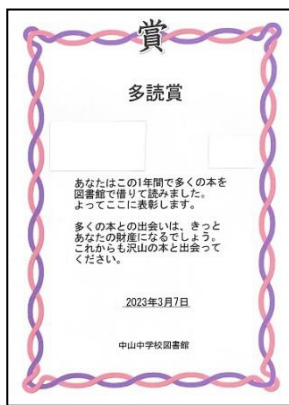 賞
多読賞
あなたはこの1年間で多くの本を
図書館で借りて読みました。
よってここに表彰します。
多くの本との出会いは、きっと
あなたの財産になるでしょう。
これからも沢山の本と出会って
ください。
2023年3月7日
中山中学校図書館